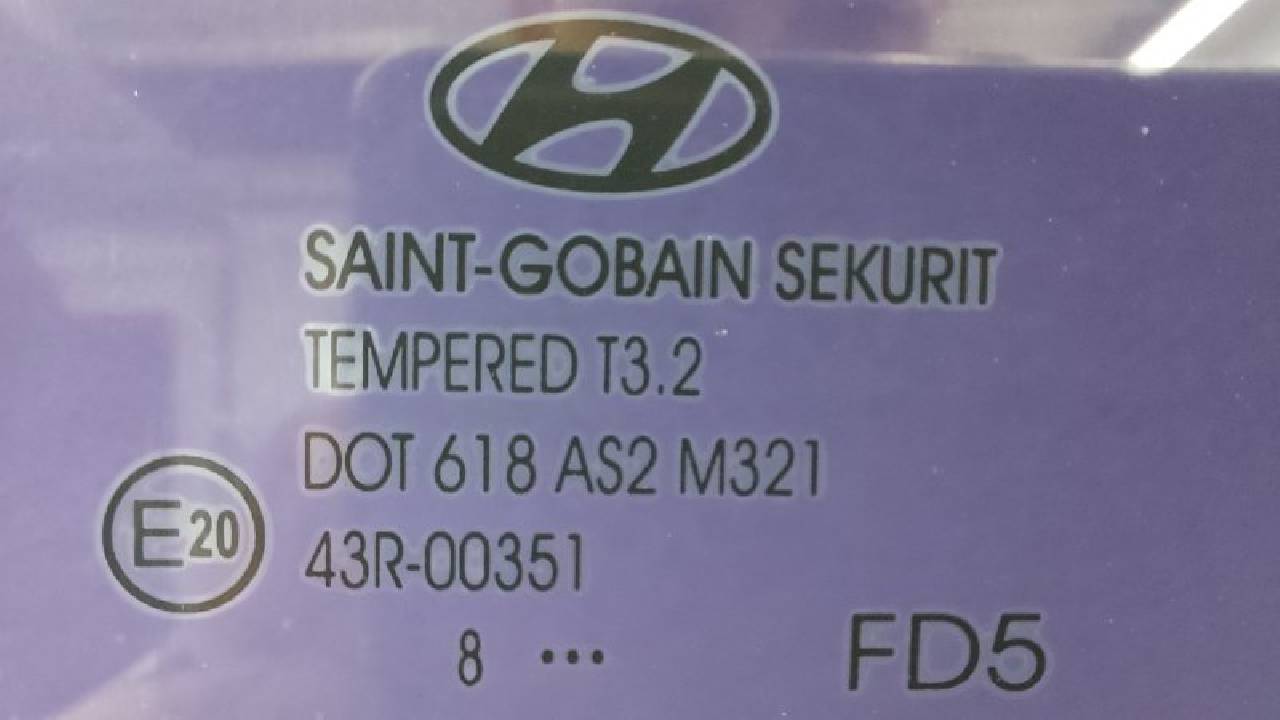 SAINT-GOBAIN SEKURIT
TEMPERED T3.2
DOT 618 AS2 M321
E20
43R-00351
8 ...
FD5